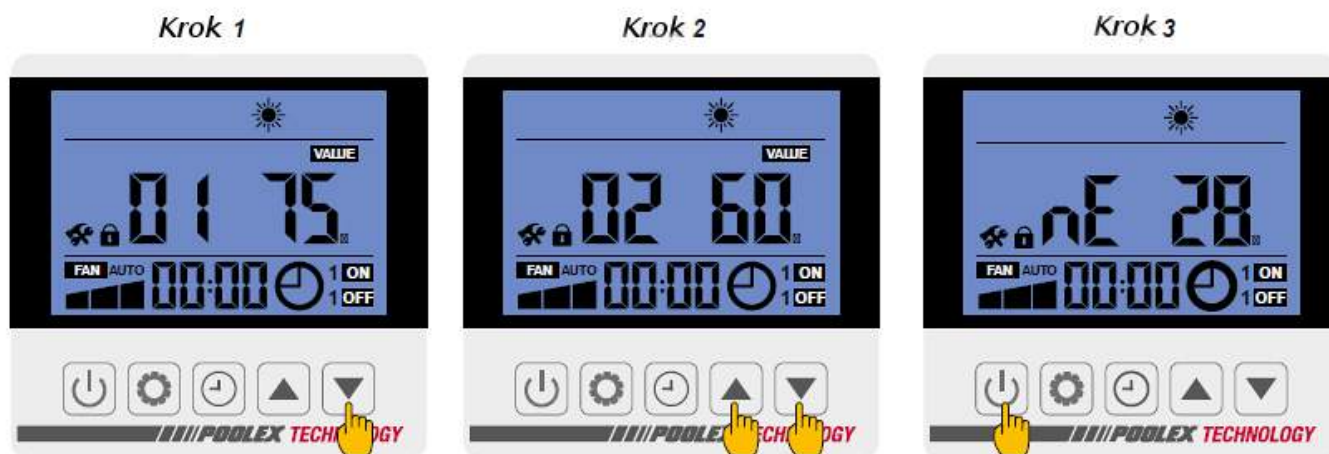 Krok 1
VALUE
01 75
FAN AUTO 00:00 1 ON
1 OFF
POOLEX TECHNOLOGY
Krok 2
VALUE
02 60
FAN AUTO 00:00 1 ON
1 OFF
POOLEX TECHNOLOGY
Krok 3
nE 28
FAN AUTO 00:00 1 ON
1 OFF
POOLEX TECHNOLOGY